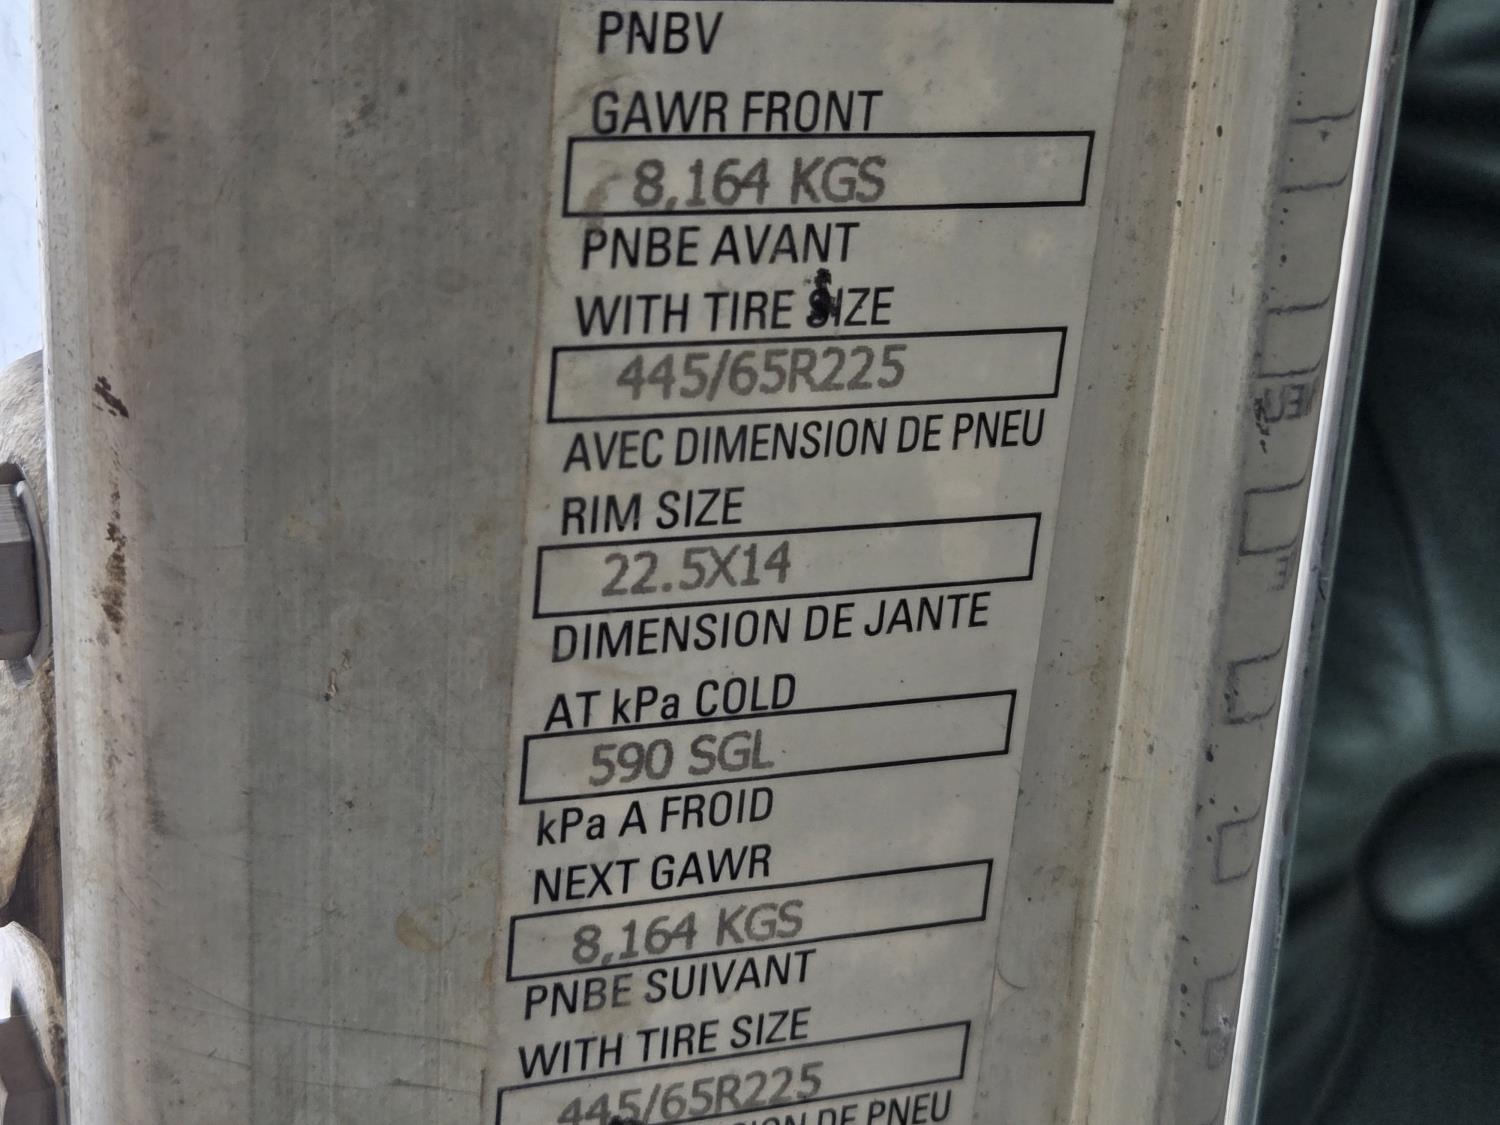 PNBV
GAWR FRONT
8,164 KGS
PNBE AVANT
WITH TIRE SIZE
445/65R225
AVEC DIMENSION DE PNEU
RIM SIZE
22.5X14
DIMENSION DE JANTE
AT kPa COLD
590 SGL
kPa A FROID
NEXT GAWR
8,164 KGS
PNBE SUIVANT
WITH TIRE SIZE
445/65R225
DE PNEU